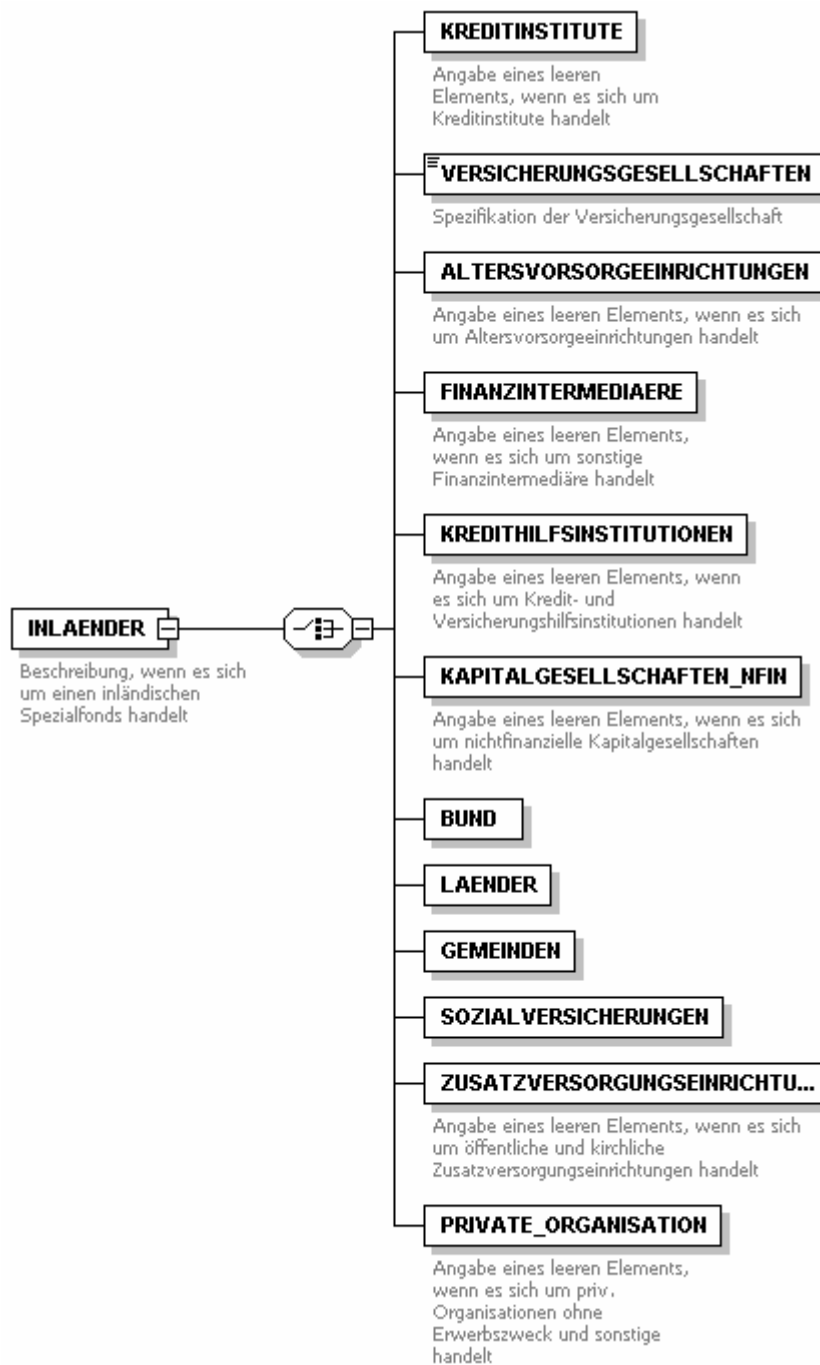 KREDITINSTITUTE
Angabe eines leeren
Elements, wenn es sich um
Kreditinstitute handelt
VERSICHERUNGSGESELLSCHAFTEN
Spezifikation der Versicherungsgesellschaft
ALTERSVORSORGEEINRICHTUNGEN
Angabe eines leeren Elements, wenn es sich
um Altersvorsorgeeinrichtungen handelt
FINANZINTERMEDIAERE
Angabe eines leeren Elements,
wenn es sich um sonstige
Finanzintermediäre handelt
KREDITHILFSINSTITUTIONEN
Angabe eines leeren Elements, wenn
es sich um Kredit- und
Versicherungshilfsinstitutionen handelt
INLAENDER
Beschreibung, wenn es sich
um einen inländischen
Spezialfonds handelt
KAPITALGESELLSCHAFTEN_NFIN
Angabe eines leeren Elements, wenn es sich
um nichtfinanzielle Kapitalgesellschaften
handelt
BUND
LAENDER
GEMEINDEN
SOZIALVERSICHERUNGEN
ZUSATZVERSORGUNGSEINRICHTU...
Angabe eines leeren Elements, wenn es sich
um öffentliche und kirchliche
Zusatzversorgungseinrichtungen handelt
PRIVATE_ORGANISATION
Angabe eines leeren Elements,
wenn es sich um priv.
Organisationen ohne
Erwerbszweck und sonstige
handelt